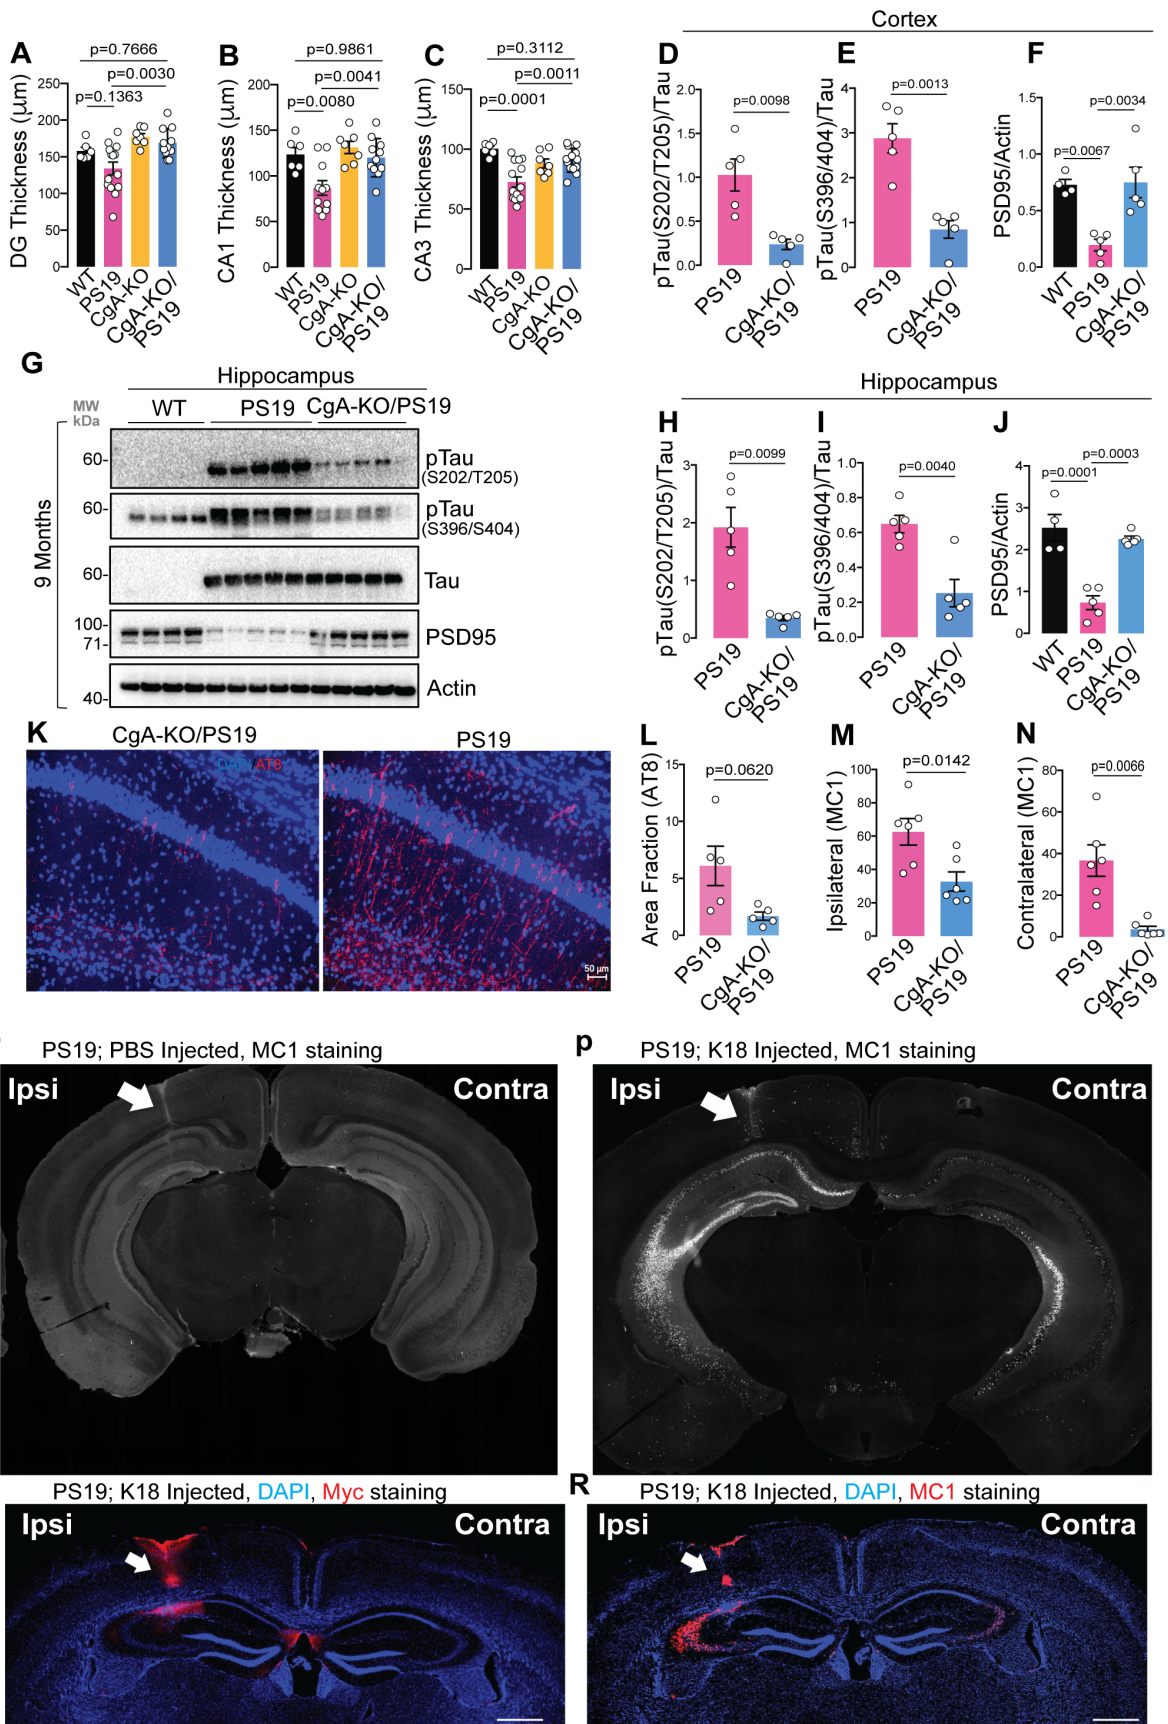 Cortex
A
p=0.7666
p=0.0030
p=0.1363
DG Thickness (μm)
250
200
150
100
50
0
WT
PS19
CgA-KO
CgA-KO/
PS19
B
p=0.9861
p=0.0041
p=0.0080
CA1 Thickness (μm)
200
150
100
50
0
WT
PS19
CgA-KO
CgA-KO/
PS19
C
p=0.3112
p=0.0011
p=0.0001
CA3 Thickness (μm)
150
100
50
0
WT
PS19
CgA-KO
CgA-KO/
PS19
D
p=0.0098
pTau(S202/T205)/Tau
2.0
1.5
1.0
0.5
0.0
PS19
CgA-KO/
PS19
E
p=0.0013
pTau(S396/404)/Tau
4
3
2
1
0
PS19
CgA-KO/
PS19
F
p=0.0034
p=0.0067
PSD95/Actin
1.5
1.0
0.5
0.0
WT
PS19
CgA-KO/
PS19
G
Hippocampus
MW
kDa
WT
PS19
CgA-KO/PS19
9 Months
60-
pTau
(S202/T205)
60-
pTau
(S396/S404)
60-
Tau
100-
71-
PSD95
40-
Actin
Hippocampus
H
p=0.0099
pTau(S202/T205)/Tau
3
2
1
0
PS19
CgA-KO/
PS19
I
p=0.0040
pTau(S396/404)/Tau
1.0
0.8
0.6
0.4
0.2
0.0
PS19
CgA-KO/
PS19
J
p=0.0003
p=0.0001
PSD95/Actin
4
3
2
1
0
WT
PS19
CgA-KO/
PS19
K
CgA-KO/PS19
PS19
DAPI/AT8
50 μm
L
p=0.0620
Area Fraction (AT8)
15
10
5
0
PS19
CgA-KO/
PS19
M
p=0.0142
Ipsilateral (MC1)
100
80
60
40
20
0
PS19
CgA-KO/
PS19
N
p=0.0066
Contralateral (MC1)
80
60
40
20
0
PS19
CgA-KO/
PS19
PS19; PBS Injected, MC1 staining
Ipsi
Contra
p
PS19; K18 Injected, MC1 staining
Ipsi
Contra
PS19; K18 Injected, DAPI, Myc staining
Ipsi
Contra
R
PS19; K18 Injected, DAPI, MC1 staining
Ipsi
Contra